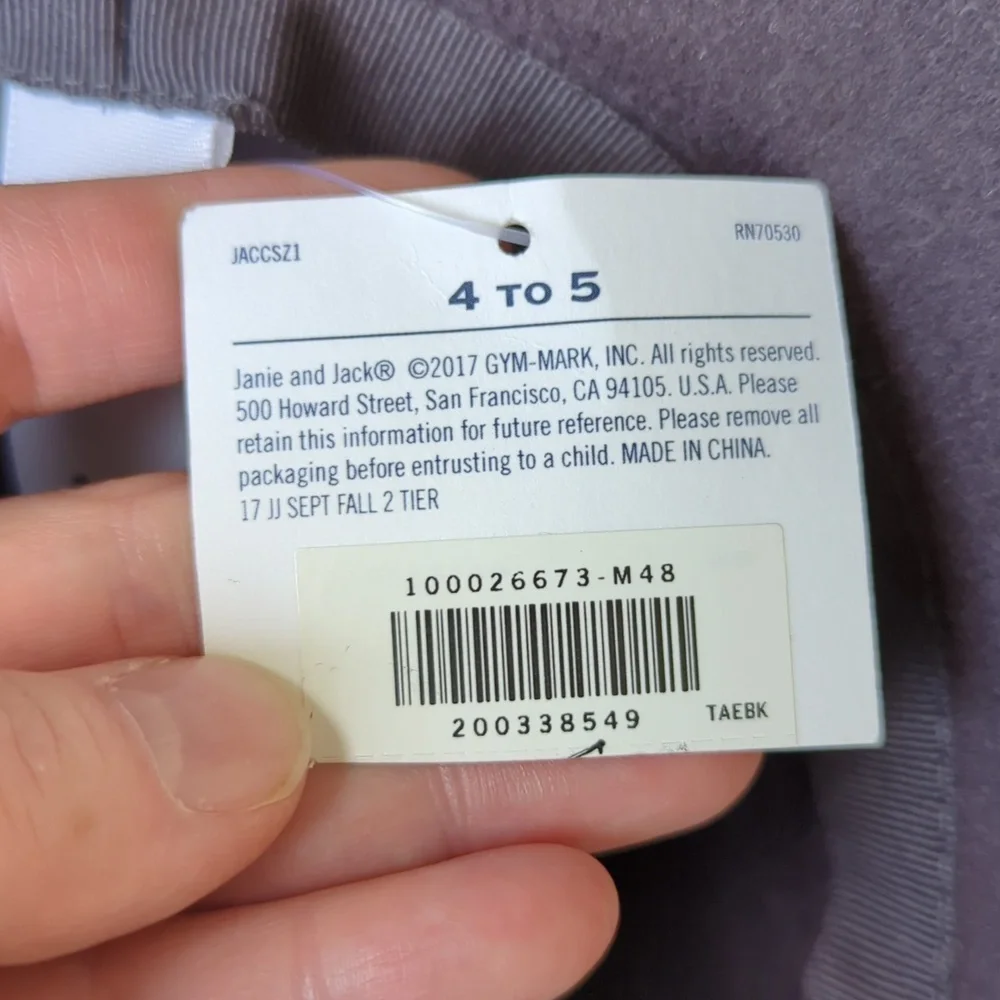 JACCSZ1
RN70530
4 TO 5
Janie and Jack® ©2017 GYM-MARK, INC. All rights reserved.
500 Howard Street, San Francisco, CA 94105. U.S.A. Please
retain this information for future reference. Please remove all
packaging before entrusting to a child. MADE IN CHINA.
17 JJ SEPT FALL 2 TIER
100026673-M48
200338549
TAEBK